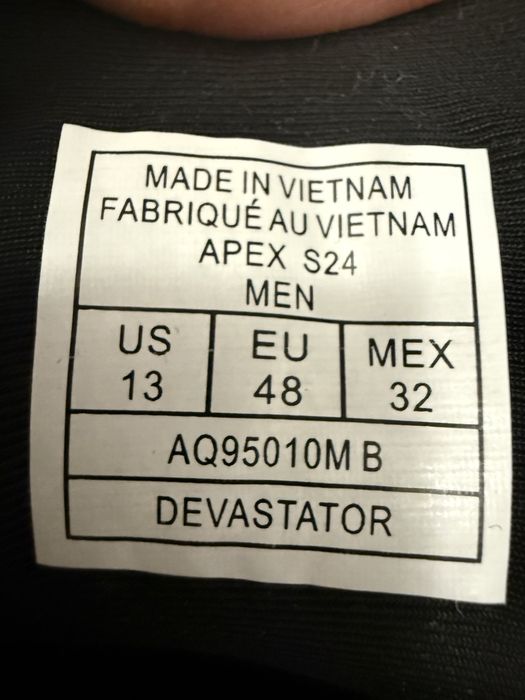 MADE IN VIETNAM
FABRIQUÉ AU VIETNAM
APEX S24
MEN
US EU MEX
13 48 32
AQ95010M B
DEVASTATOR